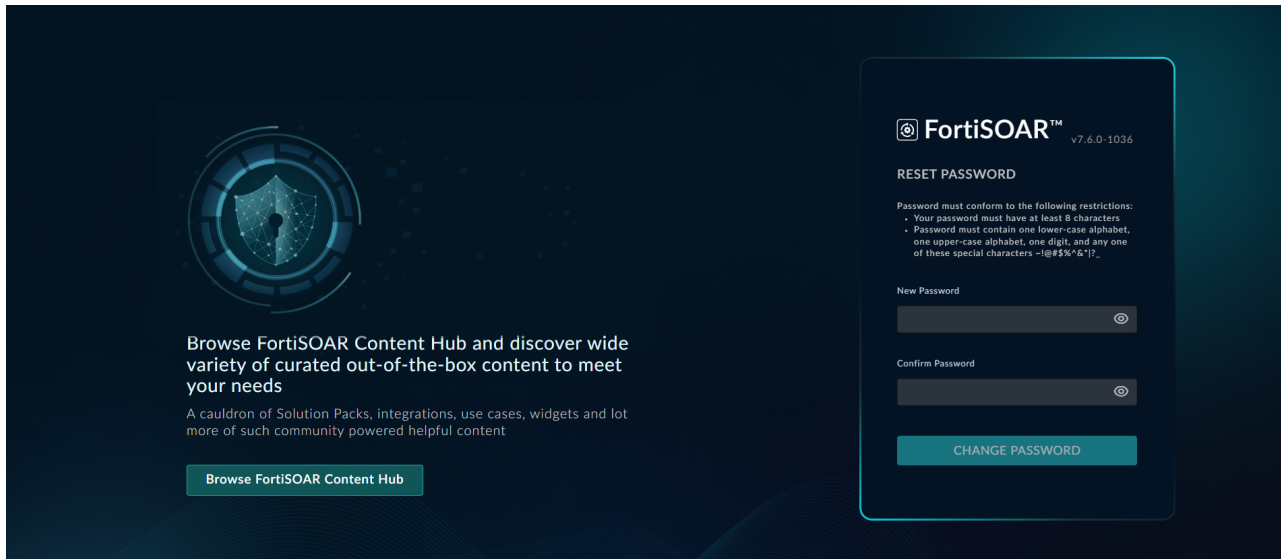 Browse FortiSOAR Content Hub and discover wide
variety of curated out-of-the-box content to meet
your needs
A cauldron of Solution Packs, integrations, use cases, widgets and lot
more of such community powered helpful content
Browse FortiSOAR Content Hub
FortiSOAR™ v7.6.0-1036
RESET PASSWORD
Password must conform to the following restrictions:
• Your password must have at least 8 characters
• Password must contain one lower-case alphabet,
one upper-case alphabet, one digit, and any one
of these special characters ~!@#$%^&*|?_
New Password
Confirm Password
CHANGE PASSWORD